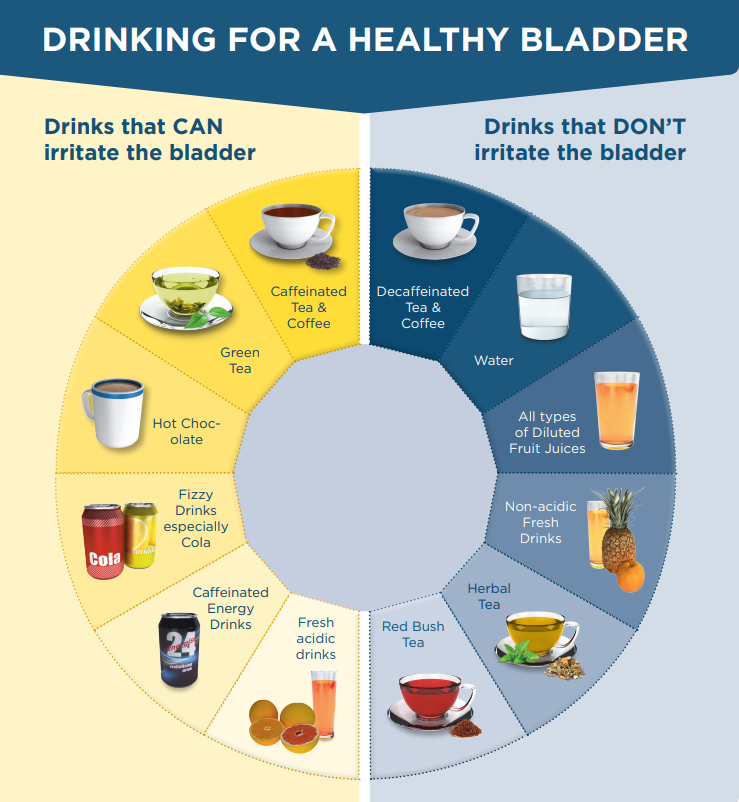 DRINKING FOR A HEALTHY BLADDER
Drinks that CAN
irritate the bladder
Drinks that DON'T
irritate the bladder
Caffeinated
Tea &
Coffee
Green
Tea
Hot Choc-
olate
Fizzy
Drinks
especially
Cola
Cola
Caffeinated
Energy
Drinks
24
Fresh
acidic
drinks
Decaffeinated
Tea &
Coffee
Water
All types
of Diluted
Fruit Juices
Non-acidic
Fresh
Drinks
Herbal
Tea
Red Bush
Tea